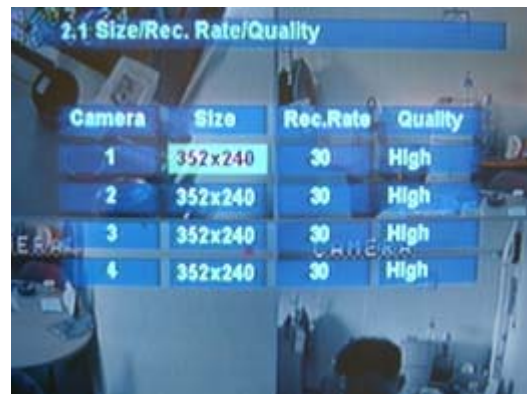 2.1 Size/Rec. Rate/Quality
Camera Size Rec.Rate Quality
1 352x240 30 High
2 352x240 30 High
3 352x240 30 High
CAMERA
4 352x240 30 High